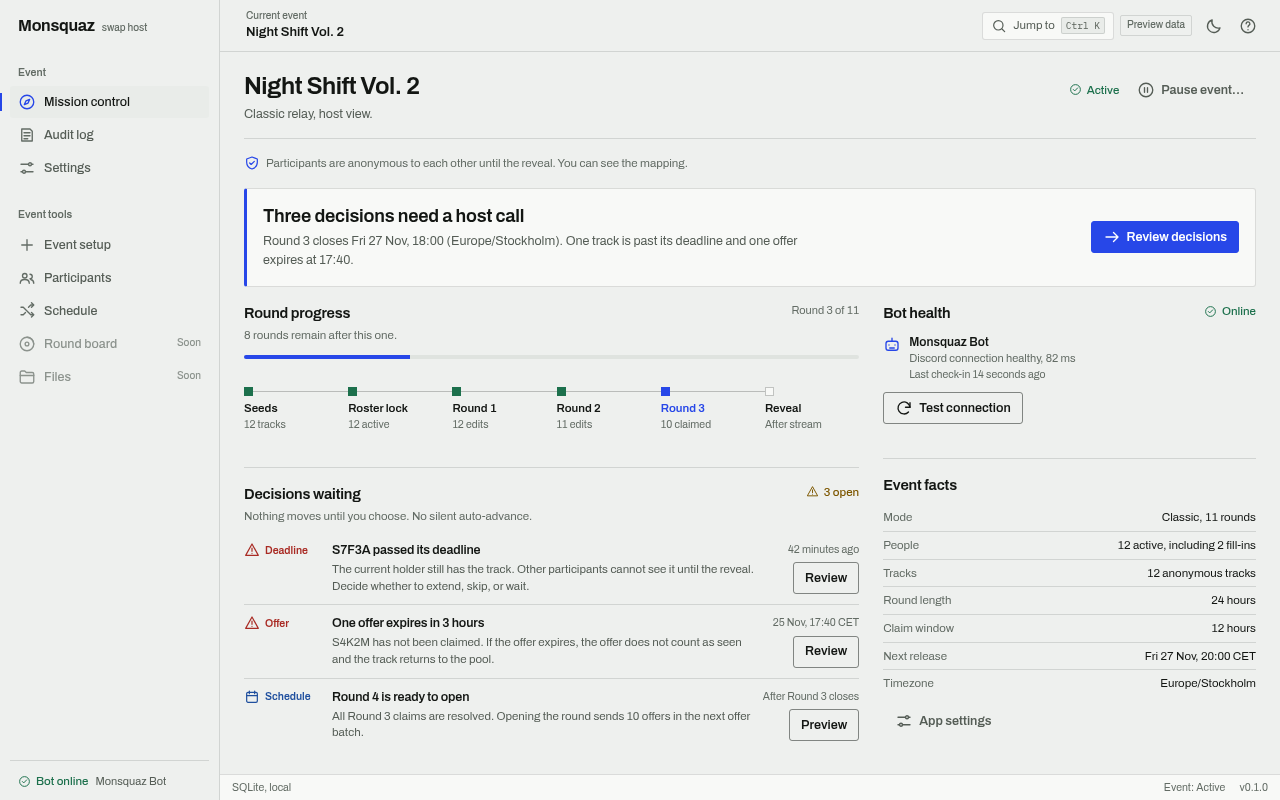 Monsquaz swap host
Event
Mission control
Audit log
Settings
Event tools
Event setup
Participants
Schedule
Round board Soon
Files Soon
Bot online Monsquaz Bot
Current event
Night Shift Vol. 2
Jump to Ctrl K
Preview data
Night Shift Vol. 2
Classic relay, host view.
Active
Pause event...
Participants are anonymous to each other until the reveal. You can see the mapping.
Three decisions need a host call
Round 3 closes Fri 27 Nov, 18:00 (Europe/Stockholm). One track is past its deadline and one offer
expires at 17:40.
Review decisions
Round progress
Round 3 of 11
8 rounds remain after this one.
Seeds
12 tracks
Roster lock
12 active
Round 1
12 edits
Round 2
11 edits
Round 3
10 claimed
Reveal
After stream
Decisions waiting
3 open
Nothing moves until you choose. No silent auto-advance.
Deadline
S7F3A passed its deadline
42 minutes ago
The current holder still has the track. Other participants cannot see it until the reveal.
Decide whether to extend, skip, or wait.
Review
Offer
One offer expires in 3 hours
25 Nov, 17:40 CET
S4K2M has not been claimed. If the offer expires, the offer does not count as seen
and the track returns to the pool.
Review
Schedule
Round 4 is ready to open
After Round 3 closes
All Round 3 claims are resolved. Opening the round sends 10 offers in the next offer
batch.
Preview
Bot health
Online
Monsquaz Bot
Discord connection healthy, 82 ms
Last check-in 14 seconds ago
Test connection
Event facts
Mode Classic, 11 rounds
People 12 active, including 2 fill-ins
Tracks 12 anonymous tracks
Round length 24 hours
Claim window 12 hours
Next release Fri 27 Nov, 20:00 CET
Timezone Europe/Stockholm
App settings
SQLite, local
Event: Active v0.1.0